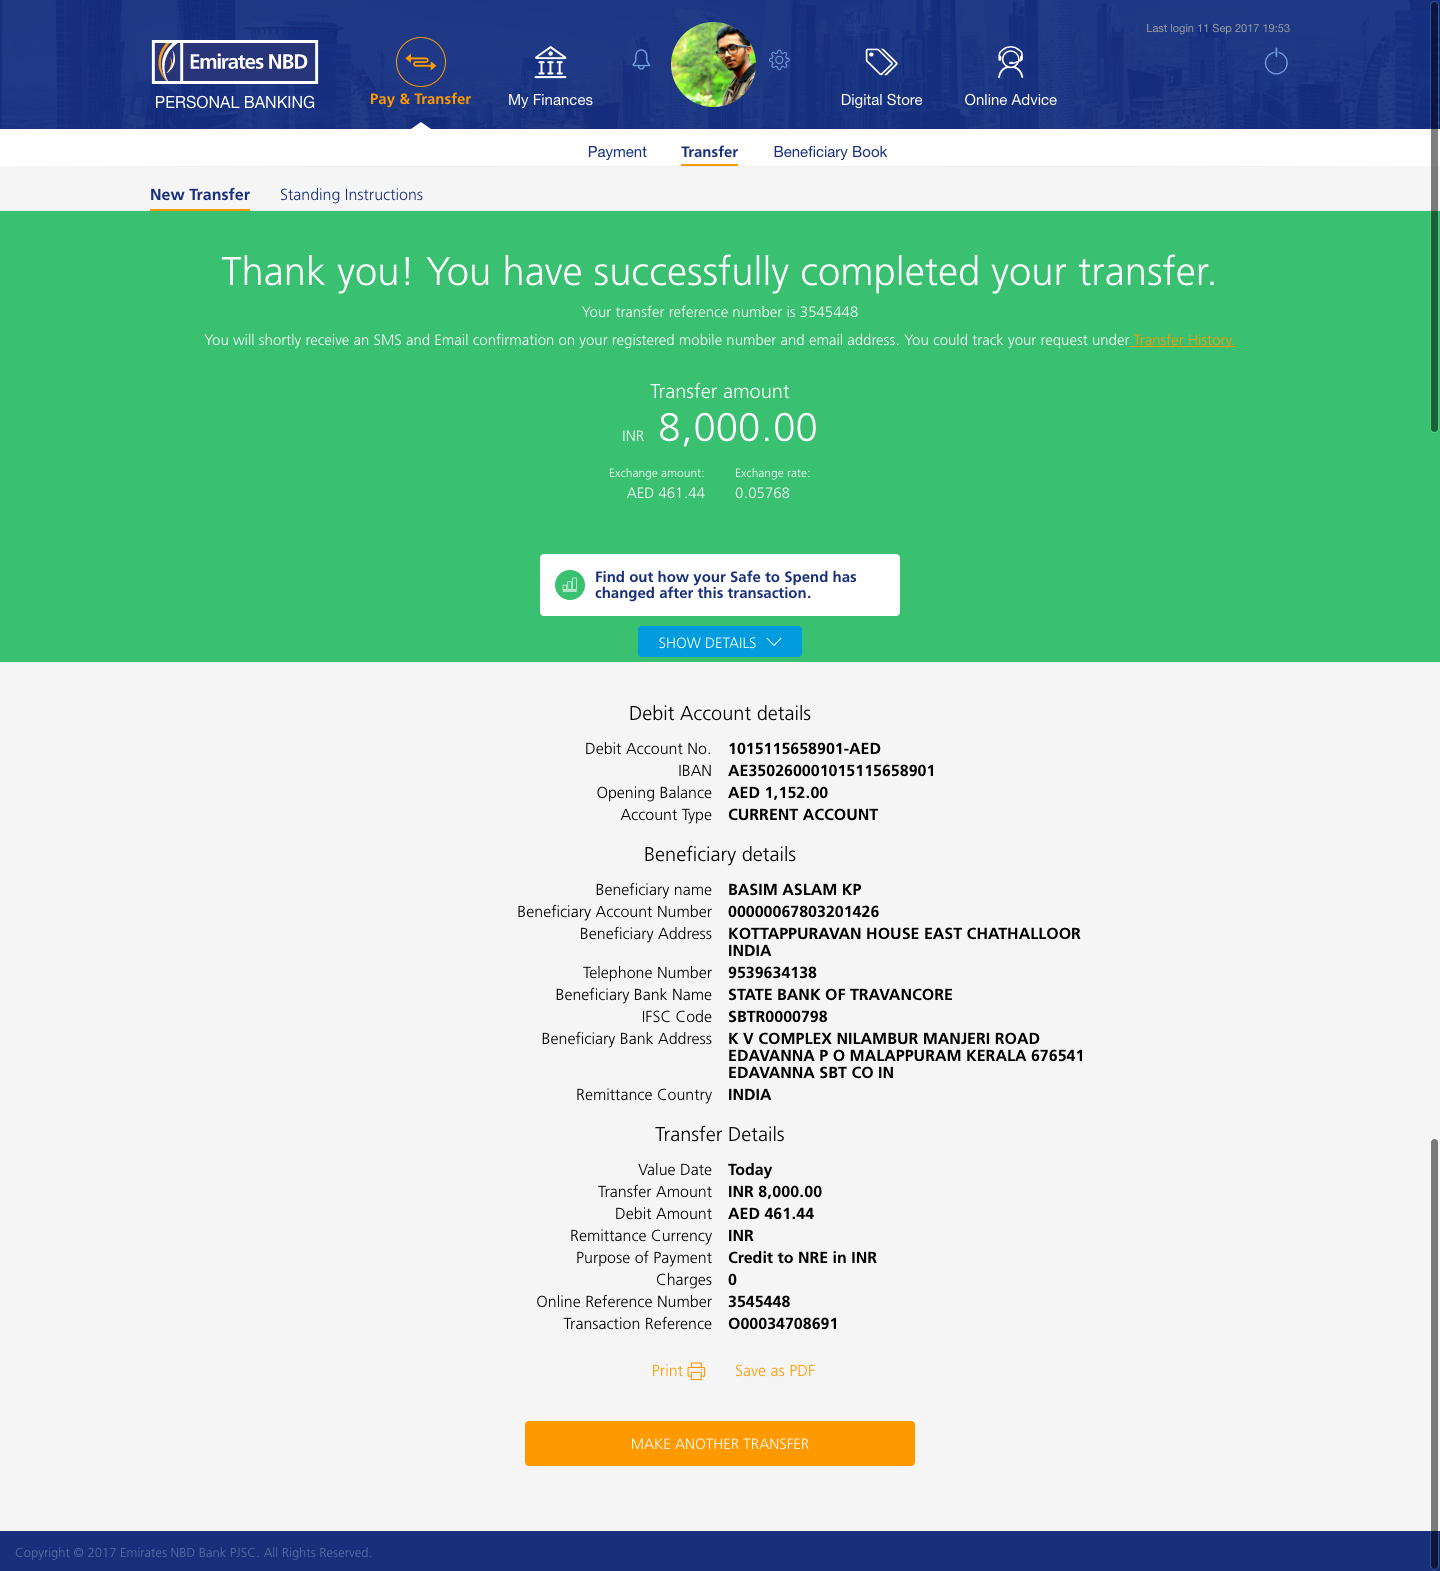 Last login 11 Sep 2017 19:53
Emirates NBD
PERSONAL BANKING
Pay & Transfer
My Finances
Digital Store
Online Advice
Payment
Transfer
Beneficiary Book
New Transfer
Standing Instructions
Thank you! You have successfully completed your transfer.
Your transfer reference number is 3545448
You will shortly receive an SMS and Email confirmation on your registered mobile number and email address. You could track your request under Transfer History.
Transfer amount
INR 8,000.00
Exchange amount: Exchange rate:
AED 461.44 0.05768
Find out how your Safe to Spend has
changed after this transaction.
SHOW DETAILS
Debit Account details
Debit Account No. 1015115658901-AED
IBAN AE350260001015115658901
Opening Balance AED 1,152.00
Account Type CURRENT ACCOUNT
Beneficiary details
Beneficiary name BASIM ASLAM KP
Beneficiary Account Number 00000067803201426
Beneficiary Address KOTTAPPURAVAN HOUSE EAST CHATHALLOOR
INDIA
Telephone Number 9539634138
Beneficiary Bank Name STATE BANK OF TRAVANCORE
IFSC Code SBTR0000798
Beneficiary Bank Address K V COMPLEX NILAMBUR MANJERI ROAD
EDAVANNA P O MALAPPURAM KERALA 676541
EDAVANNA SBT CO IN
Remittance Country INDIA
Transfer Details
Value Date Today
Transfer Amount INR 8,000.00
Debit Amount AED 461.44
Remittance Currency INR
Purpose of Payment Credit to NRE in INR
Charges 0
Online Reference Number 3545448
Transaction Reference O00034708691
Print Save as PDF
MAKE ANOTHER TRANSFER
Copyright © 2017 Emirates NBD Bank PJSC. All Rights Reserved.